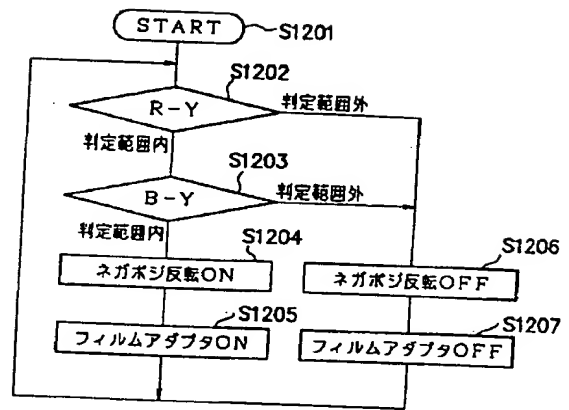 START
S1201
S1202
R-Y
判定範囲外
判定範囲内
S1203
B-Y
判定範囲外
判定範囲内
S1204
ネガポジ反転ON
S1206
ネガポジ反転OFF
S1205
フィルムアダプタON
S1207
フィルムアダプタOFF